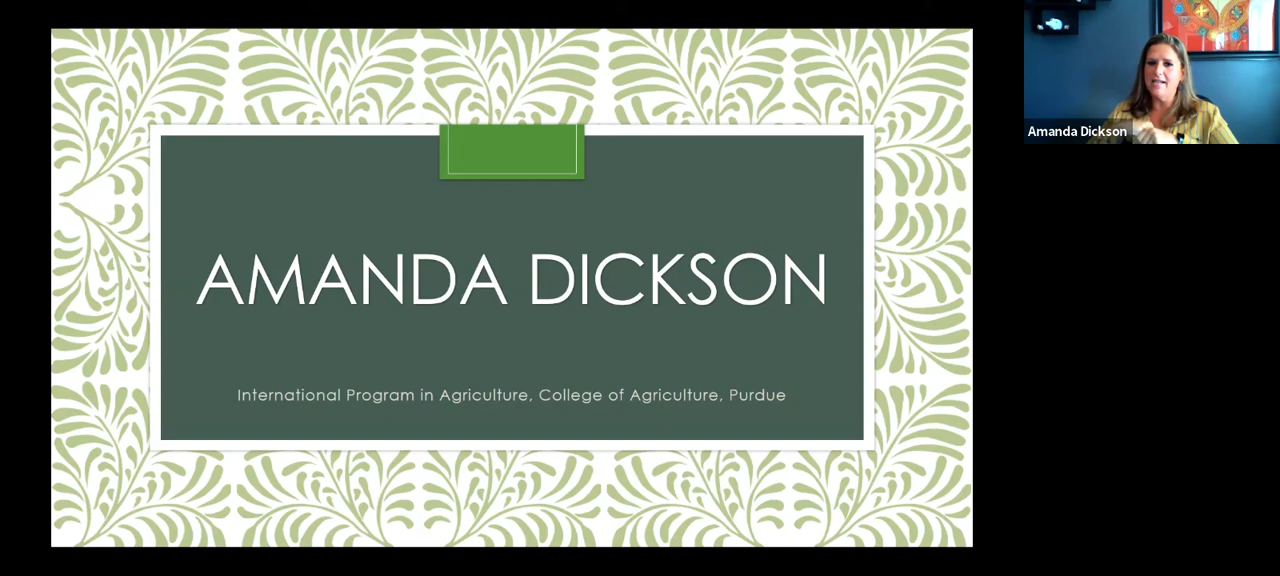 AMANDA DICKSON
International Program in Agriculture, College of Agriculture, Purdue
Amanda Dickson